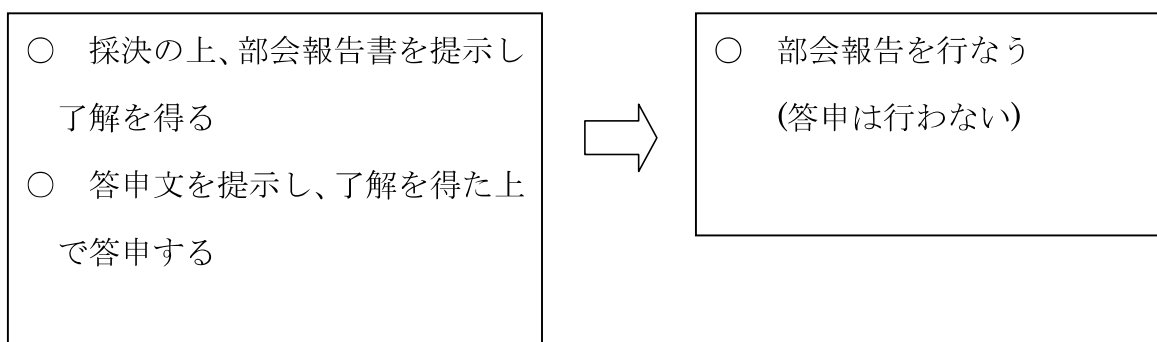 ○　採決の上、部会報告書を提示し
了解を得る
○　答申文を提示し、了解を得た上
で答申する
○　部会報告を行なう
(答申は行わない)